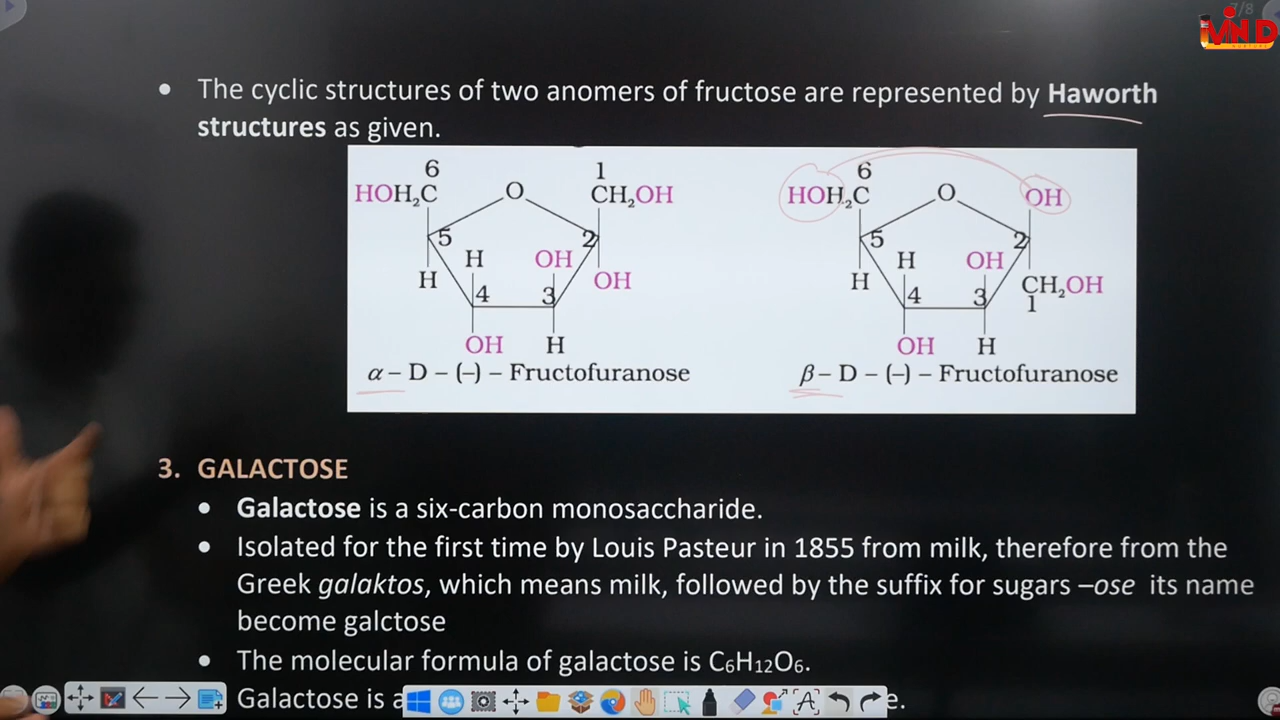 7/8
• The cyclic structures of two anomers of fructose are represented by Haworth
structures as given.
6 1 6
HOH₂C O CH₂OH HOH₂C O OH
5 2 5 2
H OH H OH
H 4 3 OH H 4 3 CH₂OH
1
OH H OH H
α – D – (–) – Fructofuranose β – D – (–) – Fructofuranose
3. GALACTOSE
• Galactose is a six-carbon monosaccharide.
• Isolated for the first time by Louis Pasteur in 1855 from milk, therefore from the
Greek galaktos, which means milk, followed by the suffix for sugars –ose its name
become galctose
• The molecular formula of galactose is C₆H₁₂O₆.
Galactose is a e.